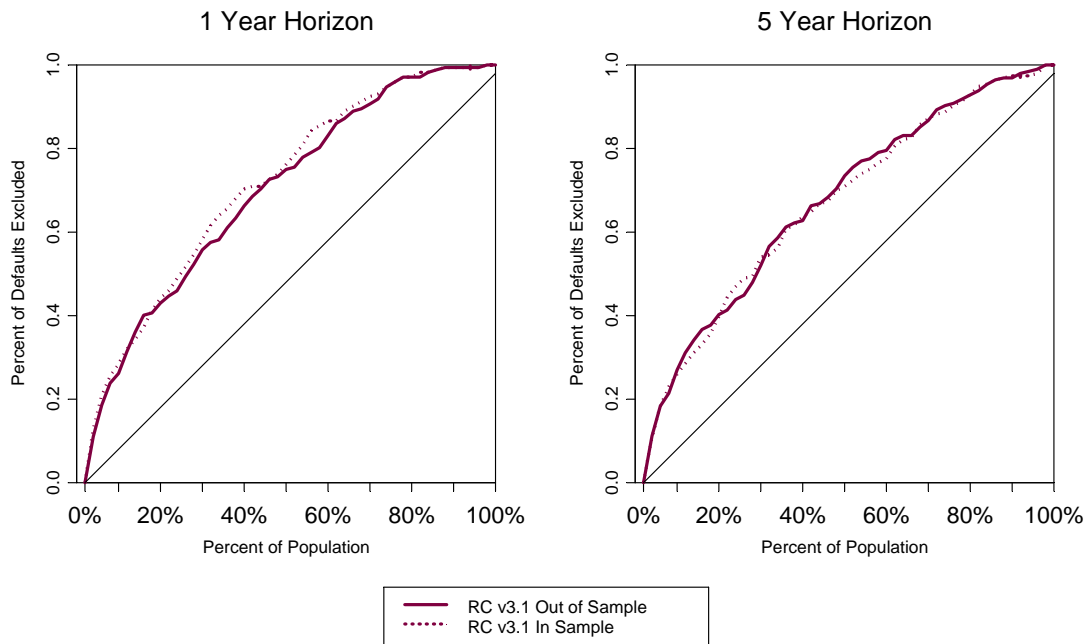 1 Year Horizon
Percent of Defaults Excluded
1.0
0.8
0.6
0.4
0.2
0.0
0% 20% 40% 60% 80% 100%
Percent of Population
5 Year Horizon
Percent of Defaults Excluded
1.0
0.8
0.6
0.4
0.2
0.0
0% 20% 40% 60% 80% 100%
Percent of Population
RC v3.1 Out of Sample
RC v3.1 In Sample